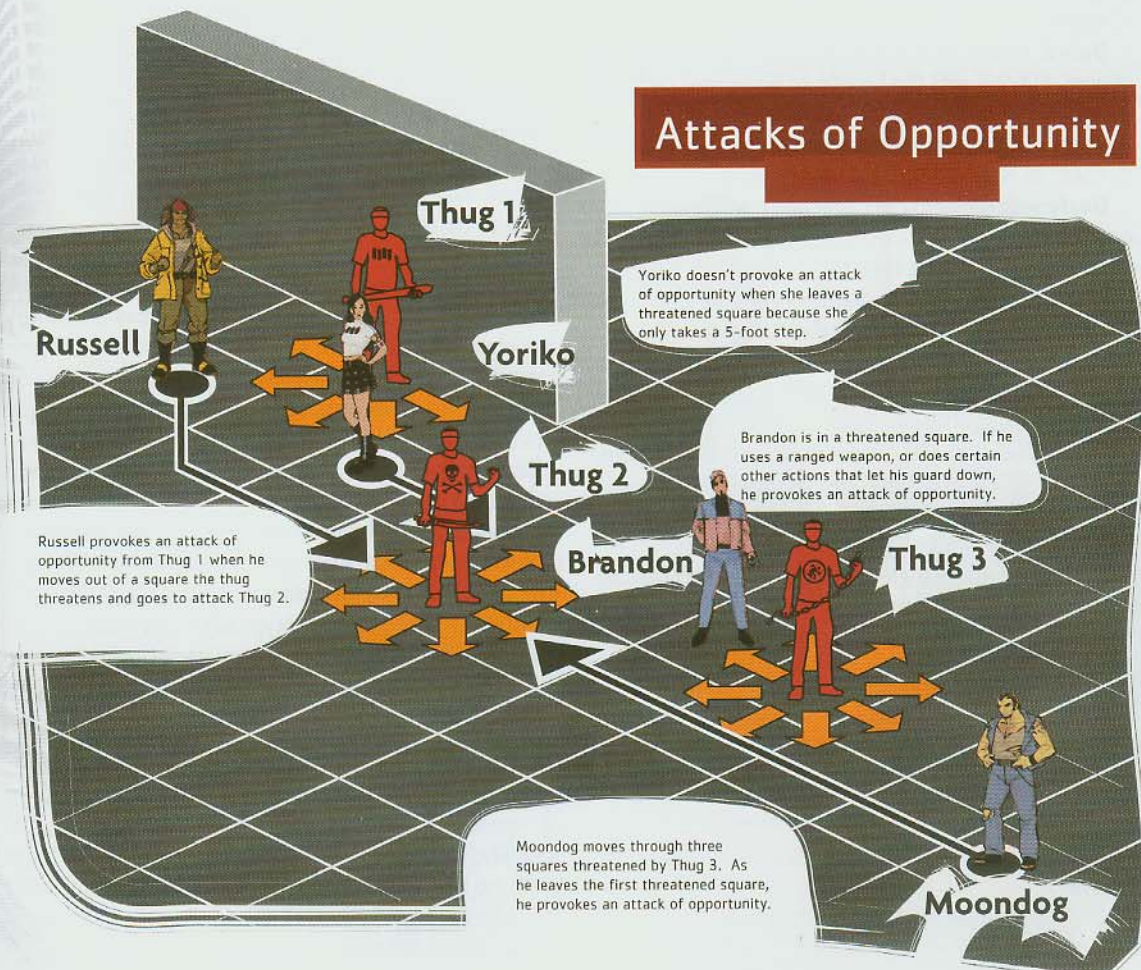 Attacks of Opportunity
Thug 1
Russell
Yoriko
Yoriko doesn't provoke an attack
of opportunity when she leaves a
threatened square because she
only takes a 5-foot step.
Thug 2
Brandon is in a threatened square. If he
uses a ranged weapon, or does certain
other actions that let his guard down,
he provokes an attack of opportunity.
Brandon
Thug 3
Russell provokes an attack of
opportunity from Thug 1 when he
moves out of a square the thug
threatens and goes to attack Thug 2.
Moondog moves through three
squares threatened by Thug 3. As
he leaves the first threatened square,
he provokes an attack of opportunity.
Moondog